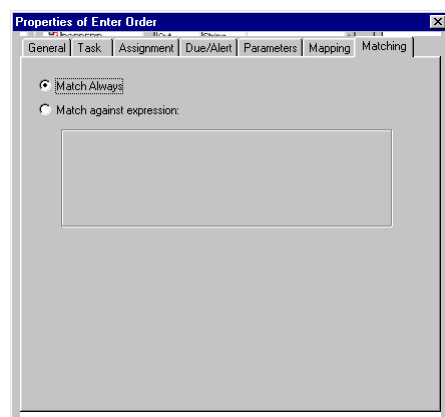 Properties of Enter Order
General Task Assignment Due/Alert Parameters Mapping Matching
Match Always
Match against expression: